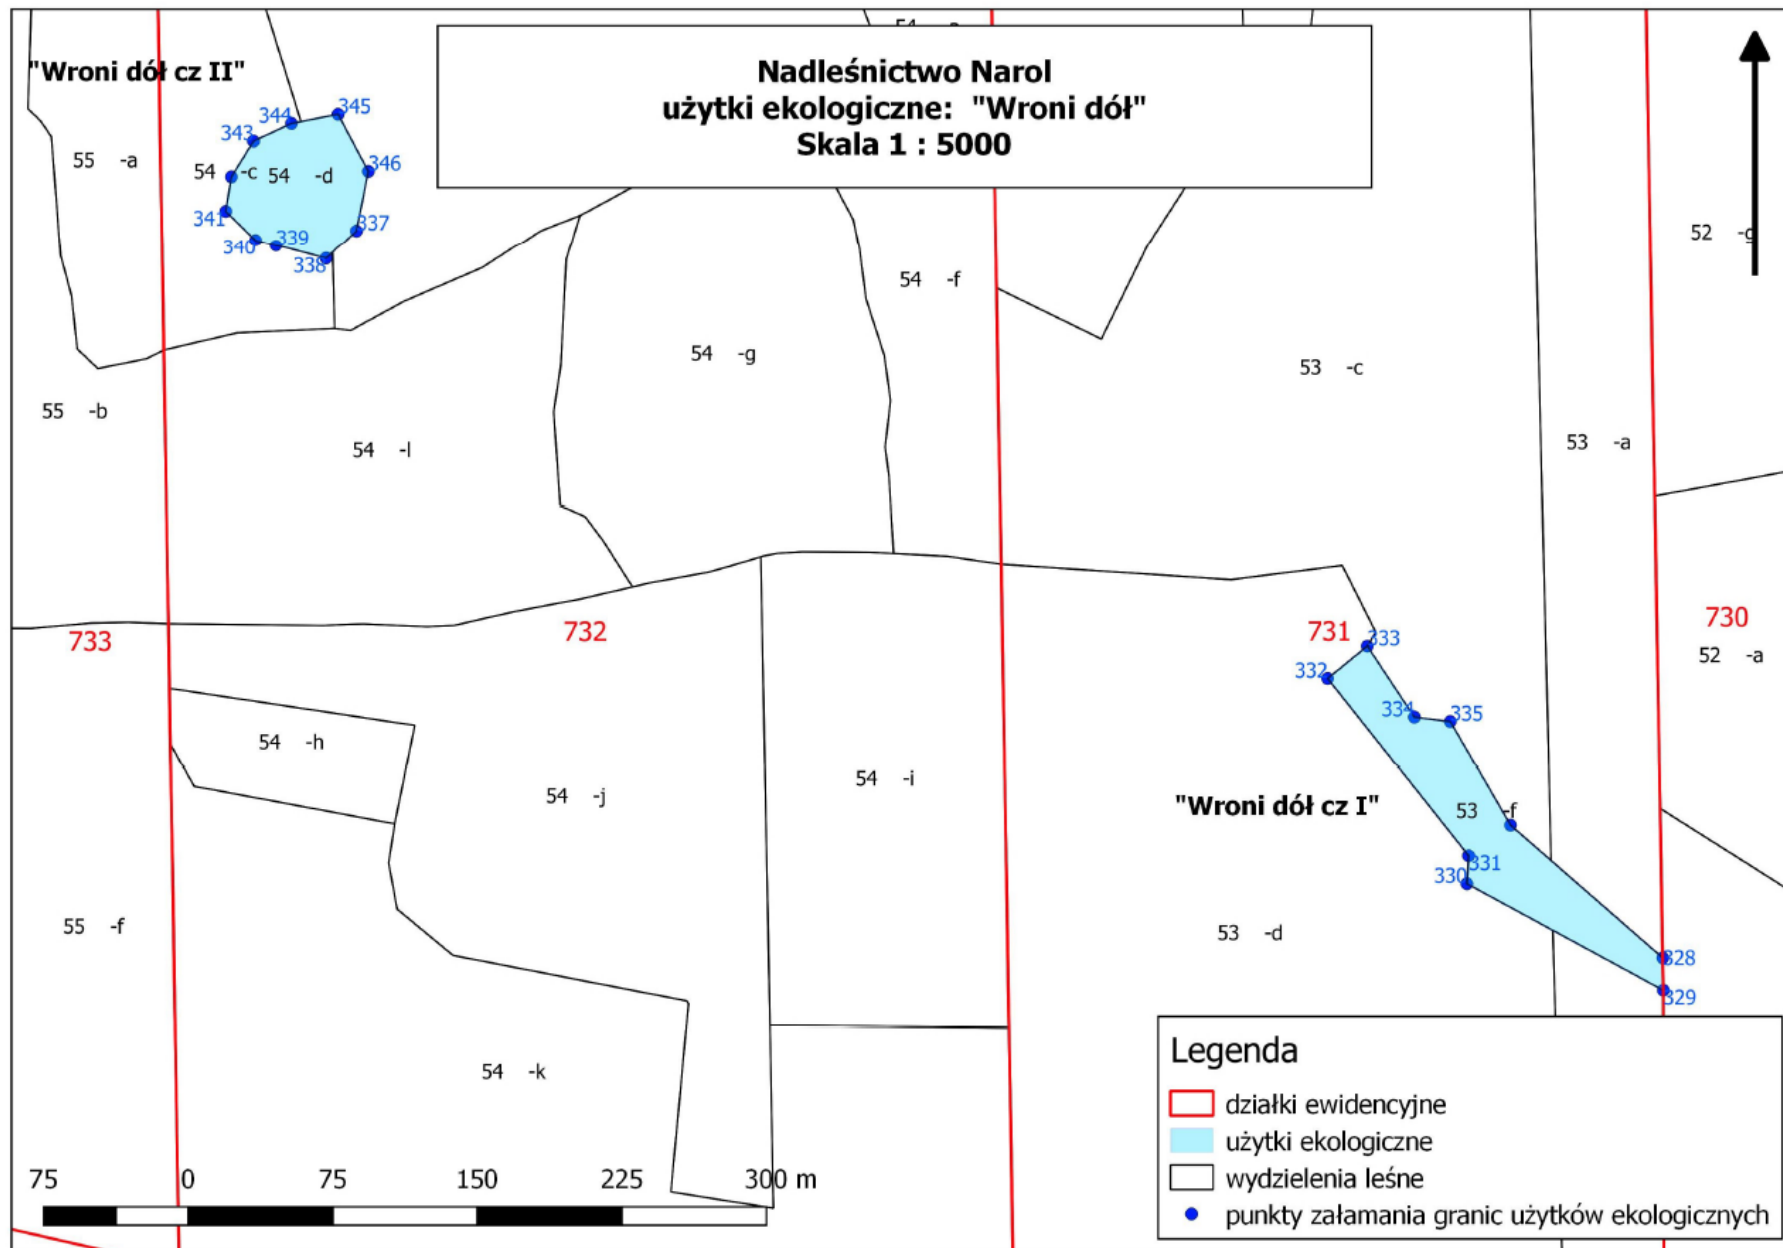 54
Nadleśnictwo Narol
użytki ekologiczne: "Wroni dół"
Skala 1 : 5000
"Wroni dół cz II"
345
344
343
55 -a
346
54 -c
54 -d
341
337
340
339
338
52 -g
54 -f
54 -g
53 -c
55 -b
54 -l
53 -a
733
732
731
730
333
52 -a
332
334
335
54 -h
54 -j
54 -i
"Wroni dół cz I"
53 -f
331
330
55 -f
53 -d
328
329
54 -k
Legenda
działki ewidencyjne
użytki ekologiczne
wydzielenia leśne
punkty załamania granic użytków ekologicznych
75 0 75 150 225 300 m